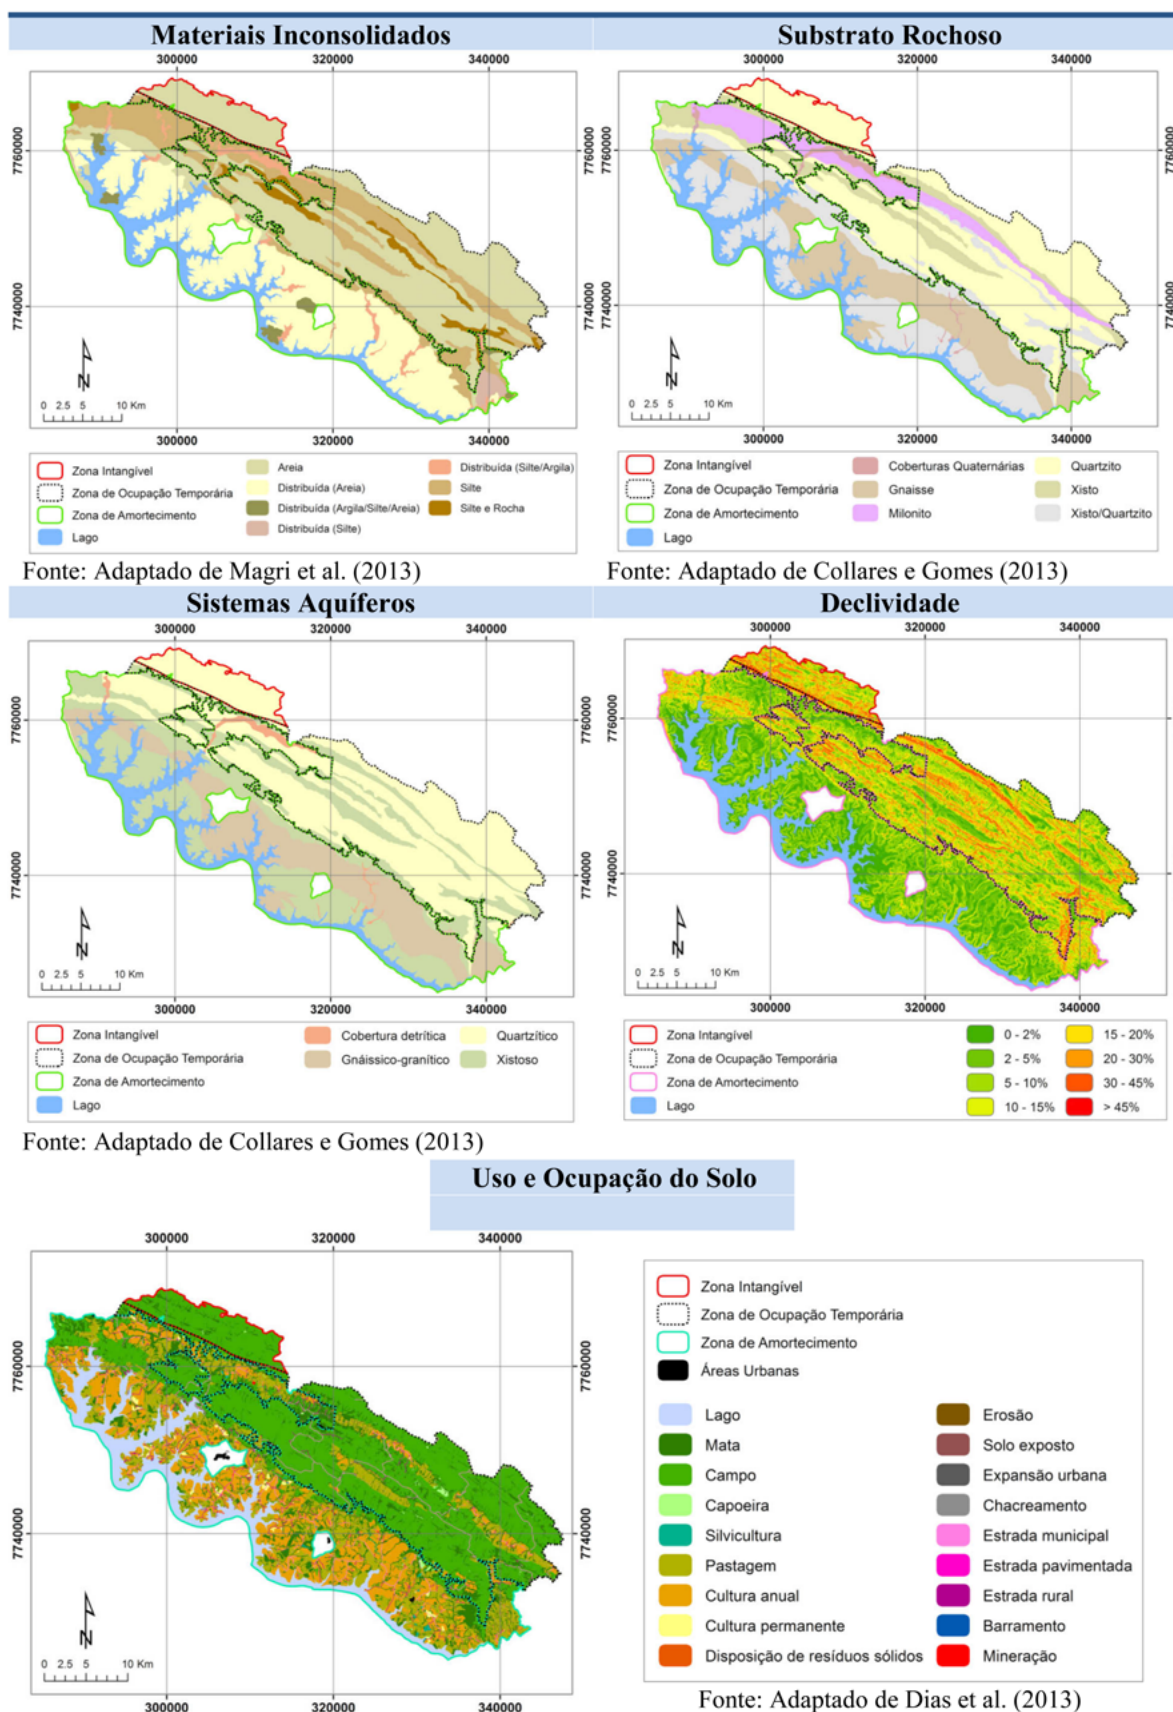 Materiais Inconsolidados
300000 320000 340000
7760000 7760000
7740000 7740000
N
0 2.5 5 10 Km
300000 320000 340000
Zona Intangível
Zona de Ocupação Temporária
Zona de Amortecimento
Lago
Areia
Distribuída (Areia)
Distribuída (Argila/Silte/Areia)
Distribuída (Silte)
Distribuída (Silte/Argila)
Silte
Silte e Rocha
Fonte: Adaptado de Magri et al. (2013)
Substrato Rochoso
300000 320000 340000
7760000 7760000
7740000 7740000
N
0 2.5 5 10 Km
300000 320000 340000
Zona Intangível
Zona de Ocupação Temporária
Zona de Amortecimento
Lago
Coberturas Quaternárias
Gnaisse
Milonito
Quartzito
Xisto
Xisto/Quartzito
Fonte: Adaptado de Collares e Gomes (2013)
Sistemas Aquíferos
300000 320000 340000
7760000 7760000
7740000 7740000
N
0 2.5 5 10 Km
300000 320000 340000
Zona Intangível
Zona de Ocupação Temporária
Zona de Amortecimento
Lago
Cobertura detrítica
Gnáissico-granítico
Quartzítico
Xistoso
Fonte: Adaptado de Collares e Gomes (2013)
Declividade
300000 320000 340000
7760000 7760000
7740000 7740000
N
0 2.5 5 10 Km
300000 320000 340000
Zona Intangível
Zona de Ocupação Temporária
Zona de Amortecimento
Lago
0 - 2%
2 - 5%
5 - 10%
10 - 15%
15 - 20%
20 - 30%
30 - 45%
> 45%
Uso e Ocupação do Solo
300000 320000 340000
7760000 7760000
7740000 7740000
N
0 2.5 5 10 Km
300000 320000 340000
Zona Intangível
Zona de Ocupação Temporária
Zona de Amortecimento
Áreas Urbanas
Lago
Mata
Campo
Capoeira
Silvicultura
Pastagem
Cultura anual
Cultura permanente
Disposição de resíduos sólidos
Erosão
Solo exposto
Expansão urbana
Chacreamento
Estrada municipal
Estrada pavimentada
Estrada rural
Barramento
Mineração
Fonte: Adaptado de Dias et al. (2013)